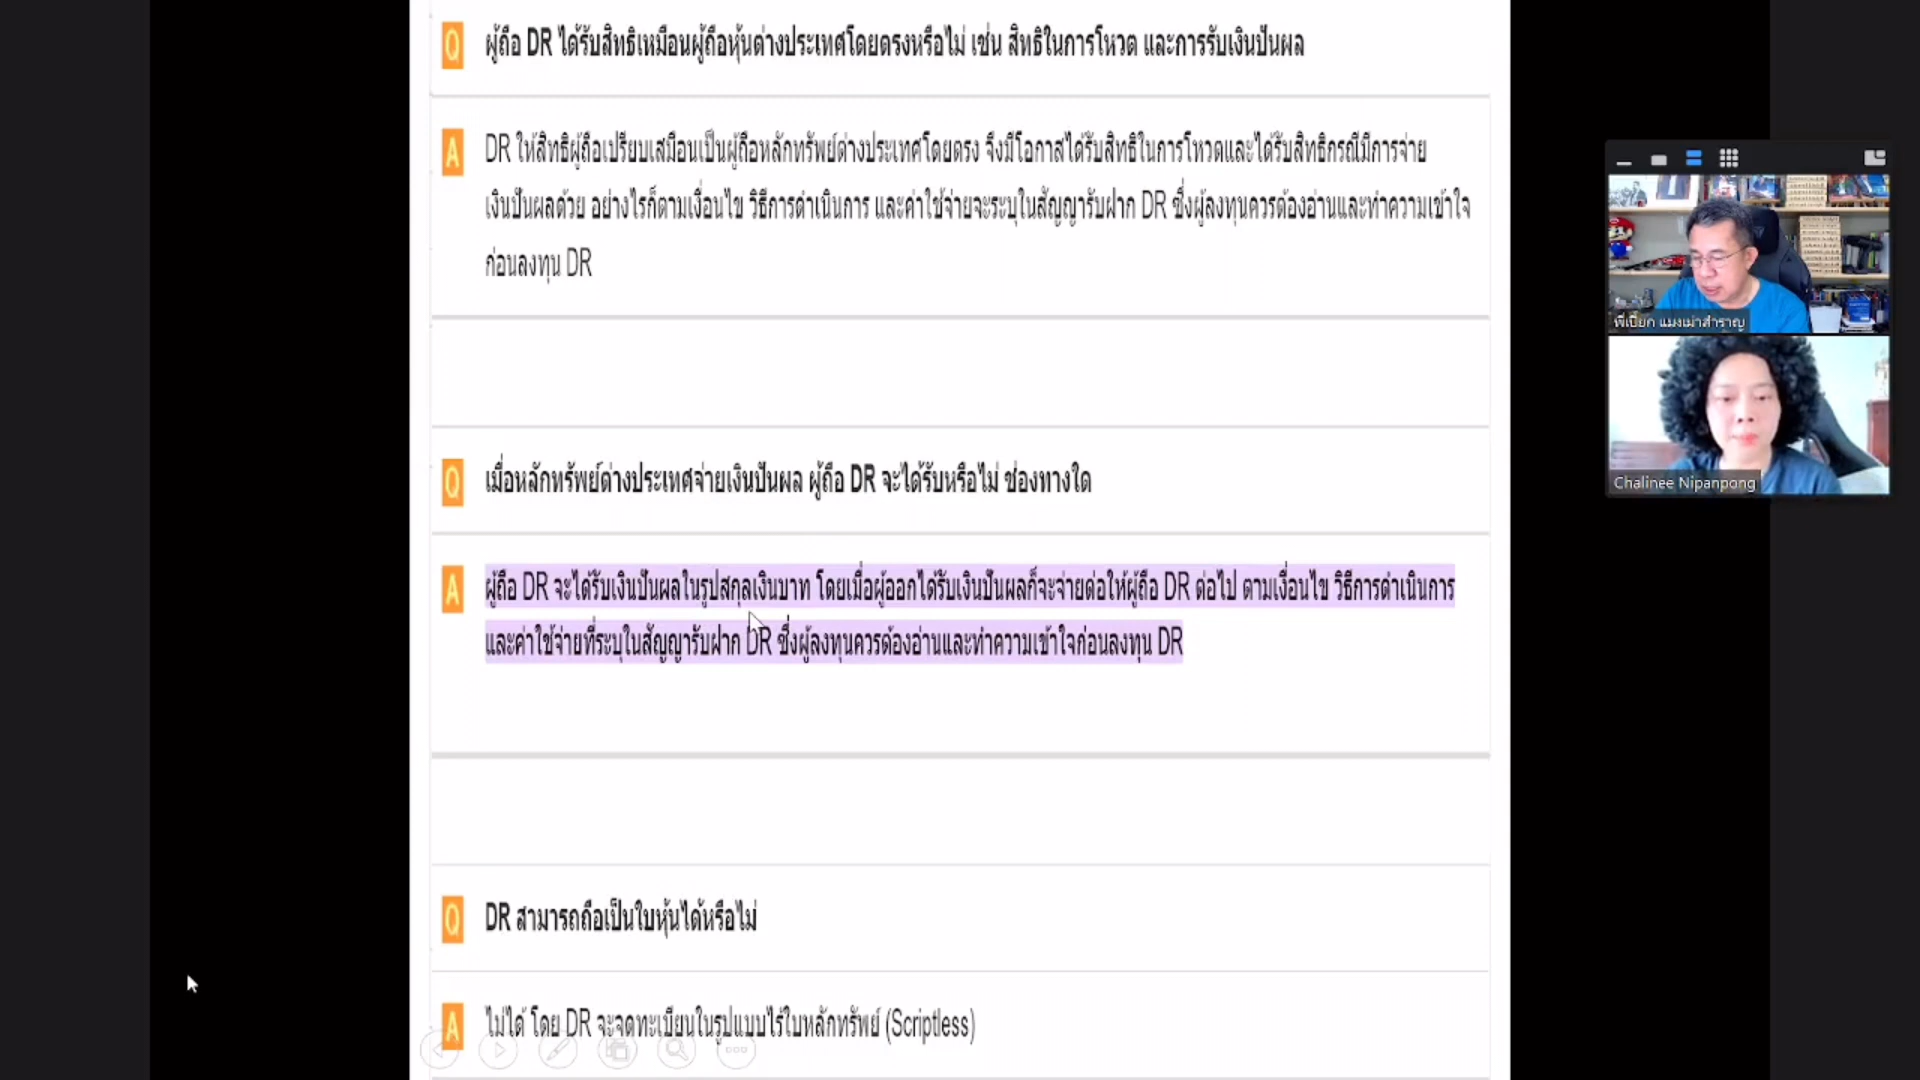 Q ผู้ถือ DR ได้รับสิทธิเหมือนผู้ถือหุ้นต่างประเทศโดยตรงหรือไม่ เช่น สิทธิในการโหวต และการรับเงินปันผล
A DR ให้สิทธิผู้ถือเปรียบเสมือนเป็นผู้ถือหลักทรัพย์ต่างประเทศโดยตรง จึงมีโอกาสได้รับสิทธิในการโหวตและได้รับสิทธิกรณีมีการจ่าย
เงินปันผลด้วย อย่างไรก็ตามเงื่อนไข วิธีการดำเนินการ และค่าใช้จ่ายจะระบุในสัญญารับฝาก DR ซึ่งผู้ลงทุนควรต้องอ่านและทำความเข้าใจ
ก่อนลงทุน DR
Q เมื่อหลักทรัพย์ต่างประเทศจ่ายเงินปันผล ผู้ถือ DR จะได้รับหรือไม่ ช่องทางใด
A ผู้ถือ DR จะได้รับเงินปันผลในรูปสกุลเงินบาท โดยเมื่อผู้ออกได้รับเงินปันผลก็จะจ่ายต่อให้ผู้ถือ DR ต่อไป ตามเงื่อนไข วิธีการดำเนินการ
และค่าใช้จ่ายที่ระบุในสัญญารับฝาก DR ซึ่งผู้ลงทุนควรต้องอ่านและทำความเข้าใจก่อนลงทุน DR
Q DR สามารถถือเป็นใบหุ้นได้หรือไม่
A ไม่ได้ โดย DR จะจดทะเบียนในรูปแบบไร้ใบหลักทรัพย์ (Scriptless)
พี่เปียก แมงเม่าสำราญ
Chalinee Nipanpong